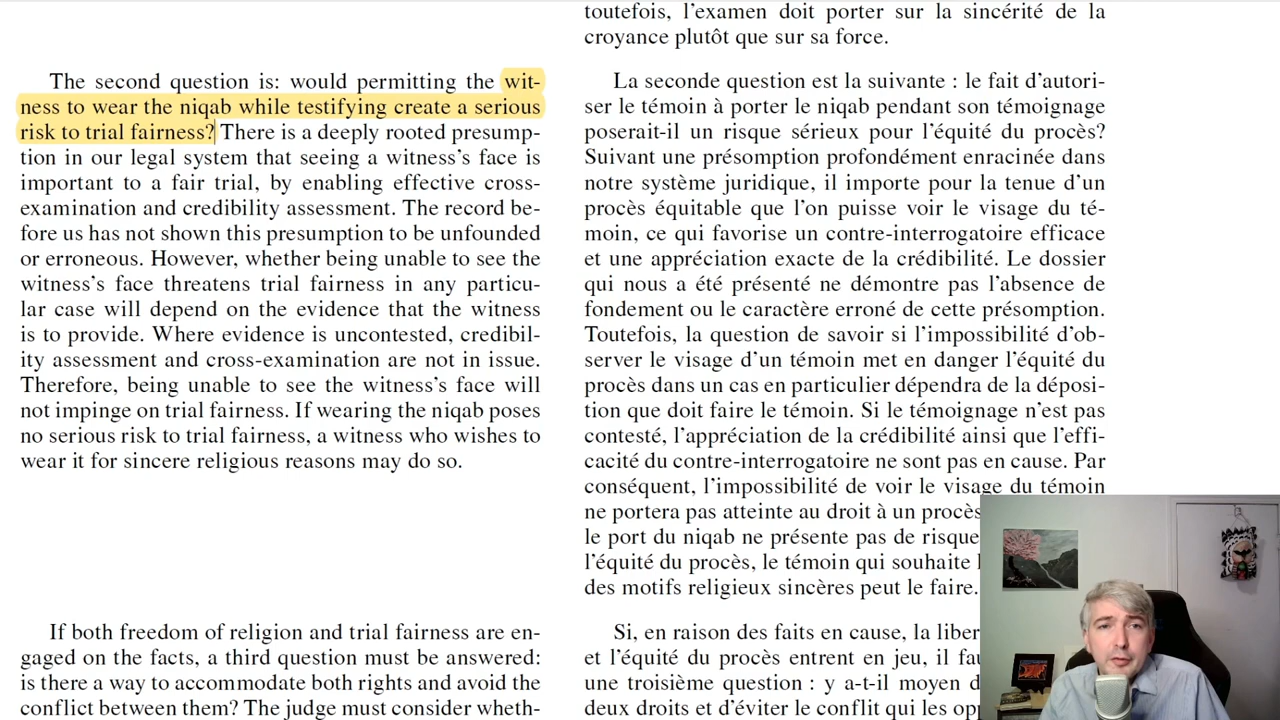 The second question is: would permitting the wit-
ness to wear the niqab while testifying create a serious
risk to trial fairness? There is a deeply rooted presump-
tion in our legal system that seeing a witness's face is
important to a fair trial, by enabling effective cross-
examination and credibility assessment. The record be-
fore us has not shown this presumption to be unfounded
or erroneous. However, whether being unable to see the
witness's face threatens trial fairness in any particu-
lar case will depend on the evidence that the witness
is to provide. Where evidence is uncontested, credibil-
ity assessment and cross-examination are not in issue.
Therefore, being unable to see the witness's face will
not impinge on trial fairness. If wearing the niqab poses
no serious risk to trial fairness, a witness who wishes to
wear it for sincere religious reasons may do so.
If both freedom of religion and trial fairness are en-
gaged on the facts, a third question must be answered:
is there a way to accommodate both rights and avoid the
conflict between them? The judge must consider wheth-
toutefois, l'examen doit porter sur la sincérité de la
croyance plutôt que sur sa force.
La seconde question est la suivante : le fait d'autori-
ser le témoin à porter le niqab pendant son témoignage
poserait-il un risque sérieux pour l'équité du procès?
Suivant une présomption profondément enracinée dans
notre système juridique, il importe pour la tenue d'un
procès équitable que l'on puisse voir le visage du té-
moin, ce qui favorise un contre-interrogatoire efficace
et une appréciation exacte de la crédibilité. Le dossier
qui nous a été présenté ne démontre pas l'absence de
fondement ou le caractère erroné de cette présomption.
Toutefois, la question de savoir si l'impossibilité d'ob-
server le visage d'un témoin met en danger l'équité du
procès dans un cas en particulier dépendra de la déposi-
tion que doit faire le témoin. Si le témoignage n'est pas
contesté, l'appréciation de la crédibilité ainsi que l'effi-
cacité du contre-interrogatoire ne sont pas en cause. Par
conséquent, l'impossibilité de voir le visage du témoin
ne portera pas atteinte au droit à un procès
le port du niqab ne présente pas de risque
l'équité du procès, le témoin qui souhaite
des motifs religieux sincères peut le faire.
Si, en raison des faits en cause, la liber
et l'équité du procès entrent en jeu, il
une troisième question : y a-t-il moyen
deux droits et d'éviter le conflit qui les